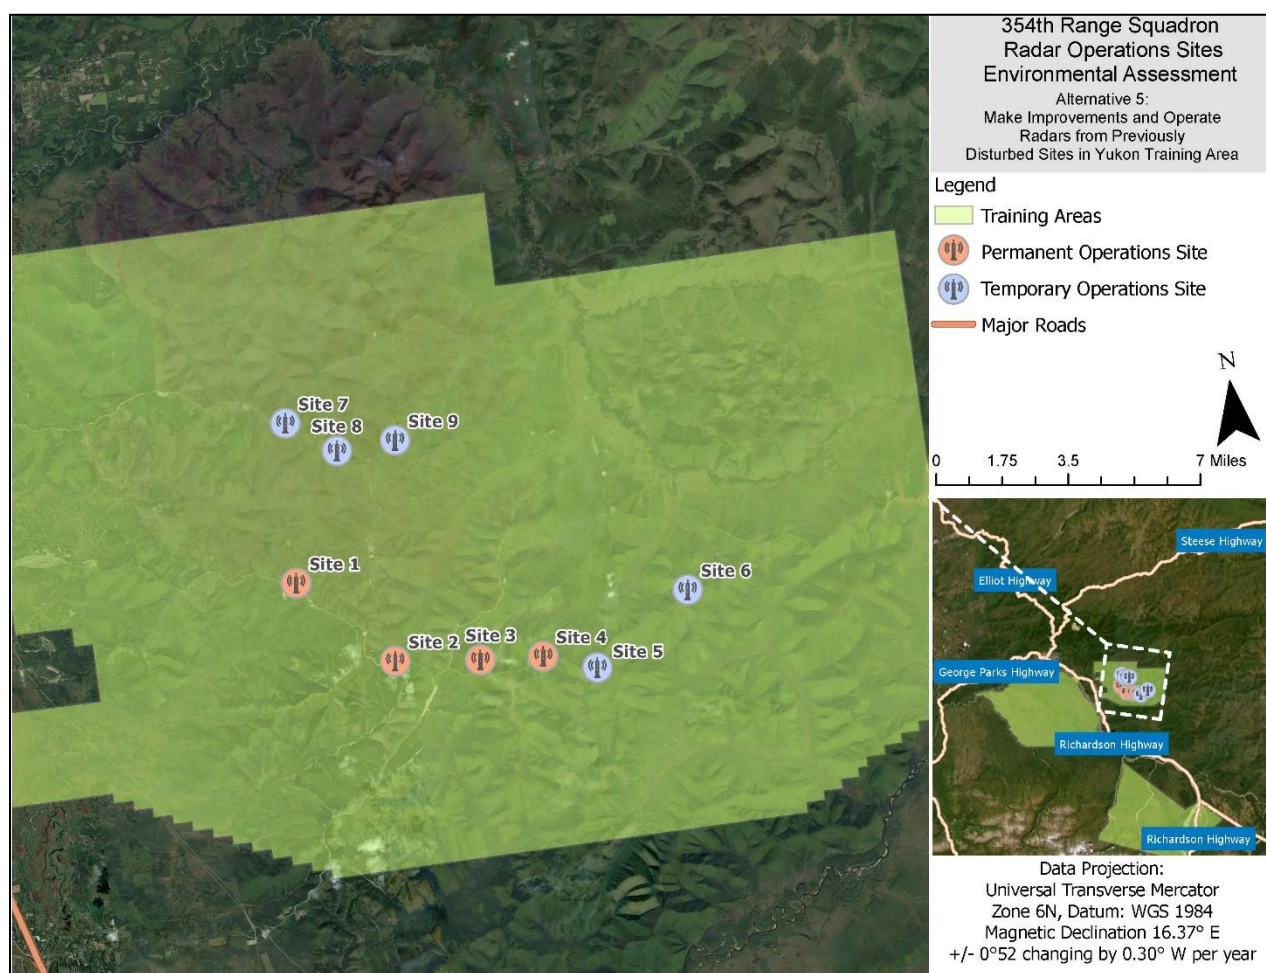 354th Range Squadron
Radar Operations Sites
Environmental Assessment
Alternative 5:
Make Improvements and Operate
Radars from Previously
Disturbed Sites in Yukon Training Area
Legend
Training Areas
Permanent Operations Site
Temporary Operations Site
Major Roads
N
0 1.75 3.5 7 Miles
Site 7
Site 8
Site 9
Site 1
Site 2
Site 3
Site 4
Site 5
Site 6
Steese Highway
Elliot Highway
George Parks Highway
Richardson Highway
Richardson Highway
Data Projection:
Universal Transverse Mercator
Zone 6N, Datum: WGS 1984
Magnetic Declination 16.37° E
+/- 0°52 changing by 0.30° W per year